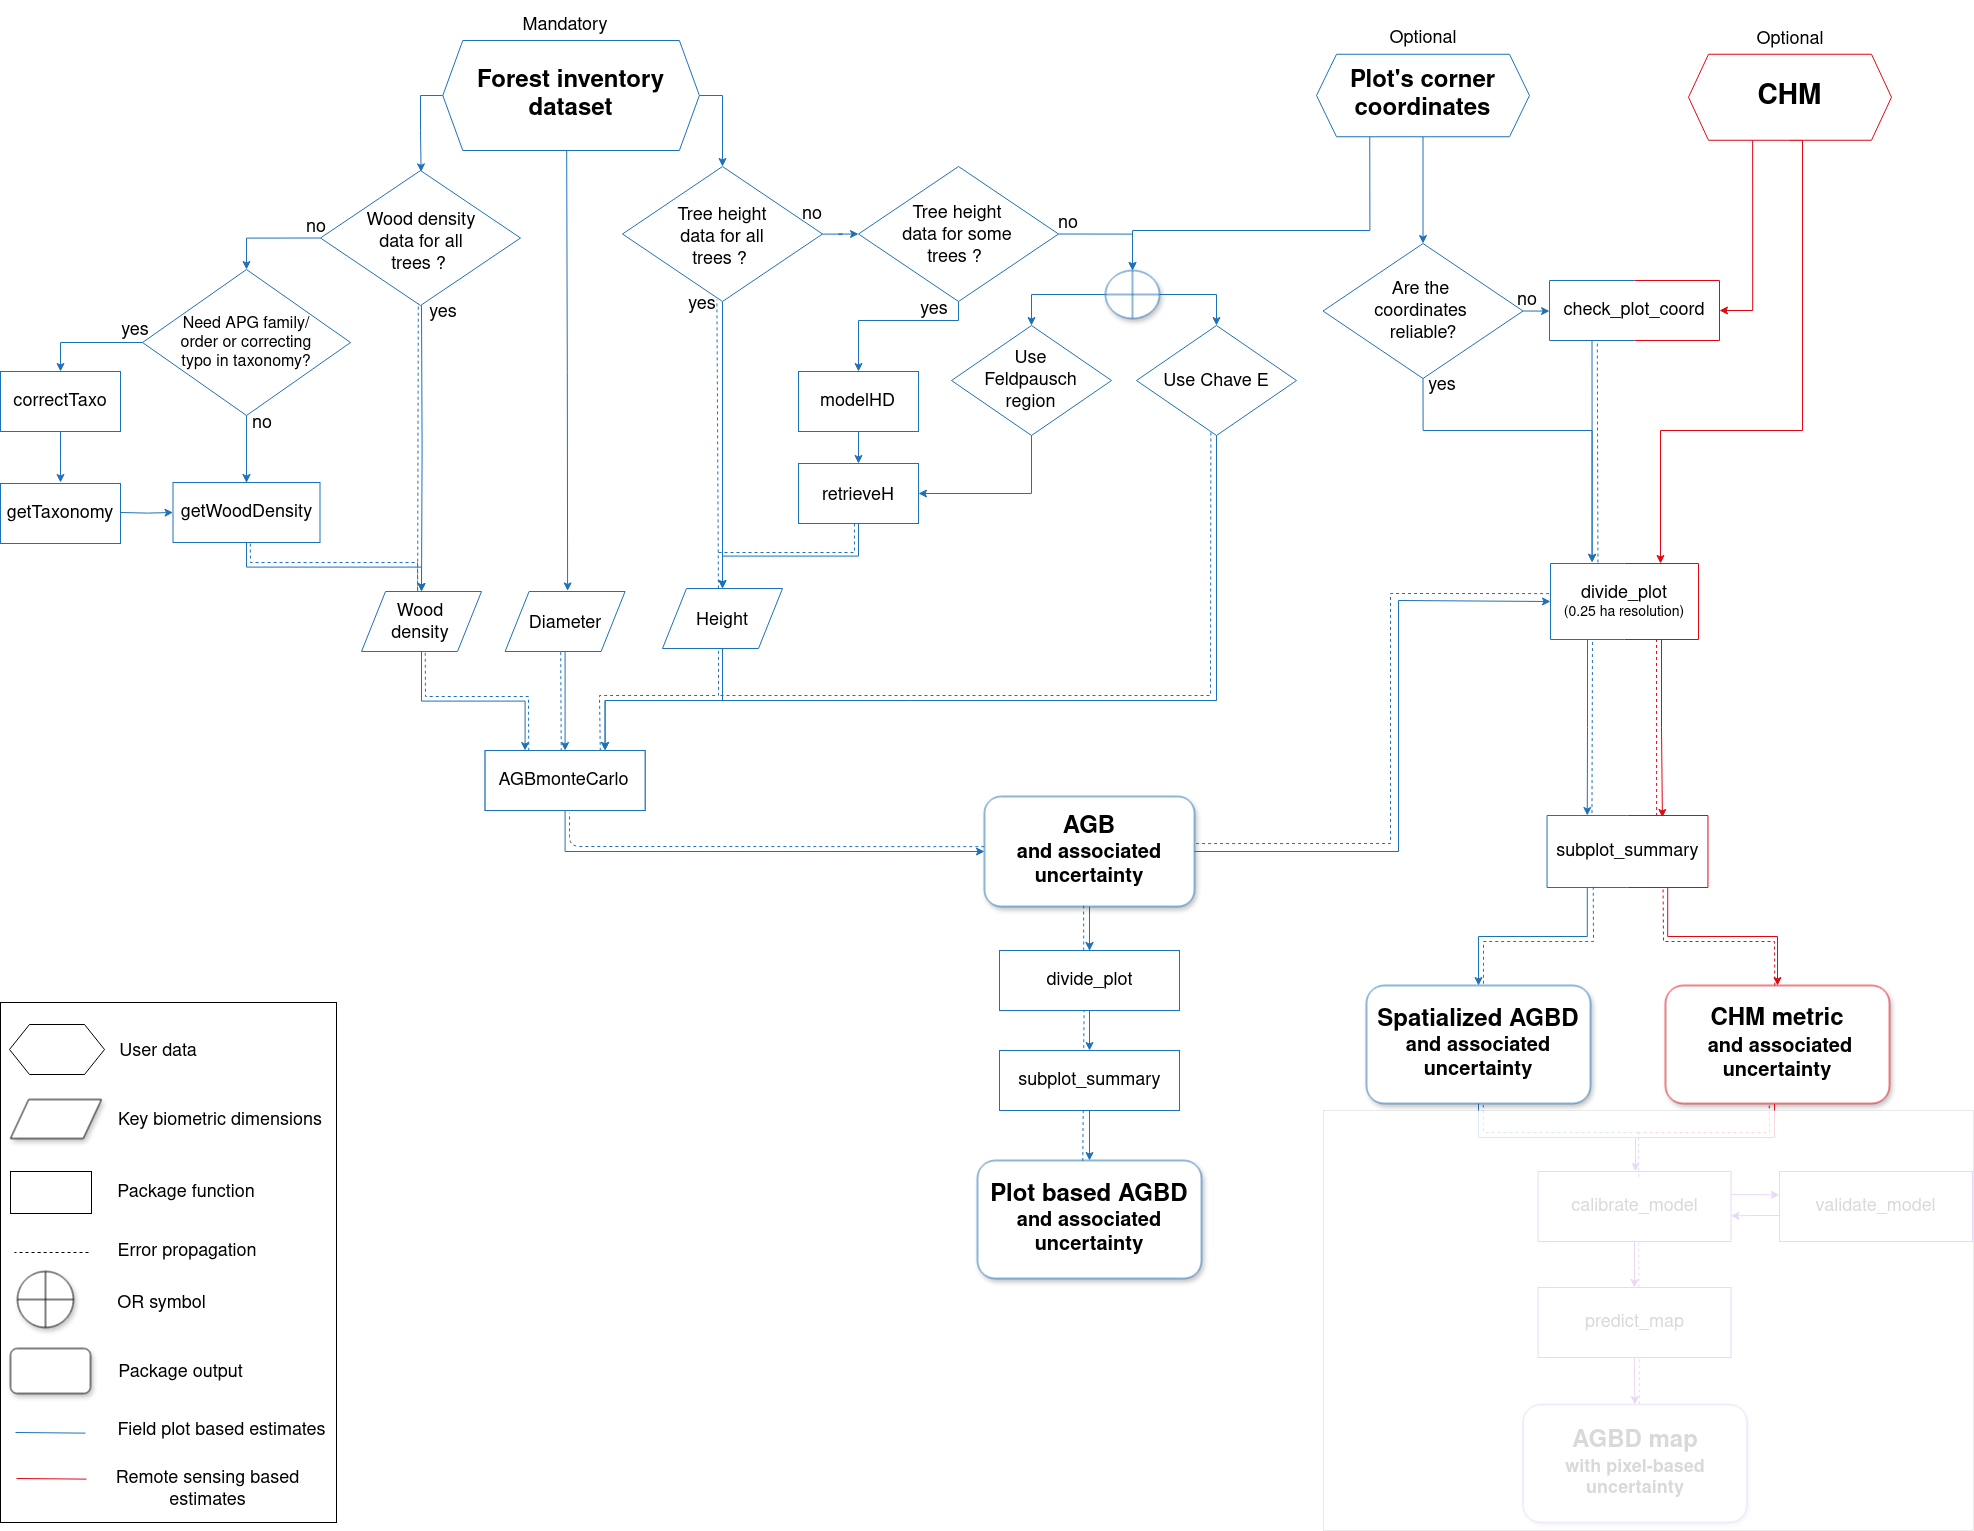 Mandatory
Forest inventory
dataset
Optional
Plot's corner
coordinates
Optional
CHM
Wood density
data for all
trees ?
no
yes
Tree height
data for all
trees ?
no
yes
Tree height
data for some
trees ?
no
yes
Are the
coordinates
reliable?
no
yes
check_plot_coord
Need APG family/
order or correcting
typo in taxonomy?
yes
no
correctTaxo
getTaxonomy
getWoodDensity
modelHD
retrieveH
Use
Feldpausch
region
Use Chave E
Wood
density
Diameter
Height
divide_plot
(0.25 ha resolution)
AGBmonteCarlo
AGB
and associated
uncertainty
subplot_summary
divide_plot
subplot_summary
Plot based AGBD
and associated
uncertainty
Spatialized AGBD
and associated
uncertainty
CHM metric
and associated
uncertainty
calibrate_model
validate_model
predict_map
AGBD map
with pixel-based
uncertainty
User data
Key biometric dimensions
Package function
Error propagation
OR symbol
Package output
Field plot based estimates
Remote sensing based
estimates